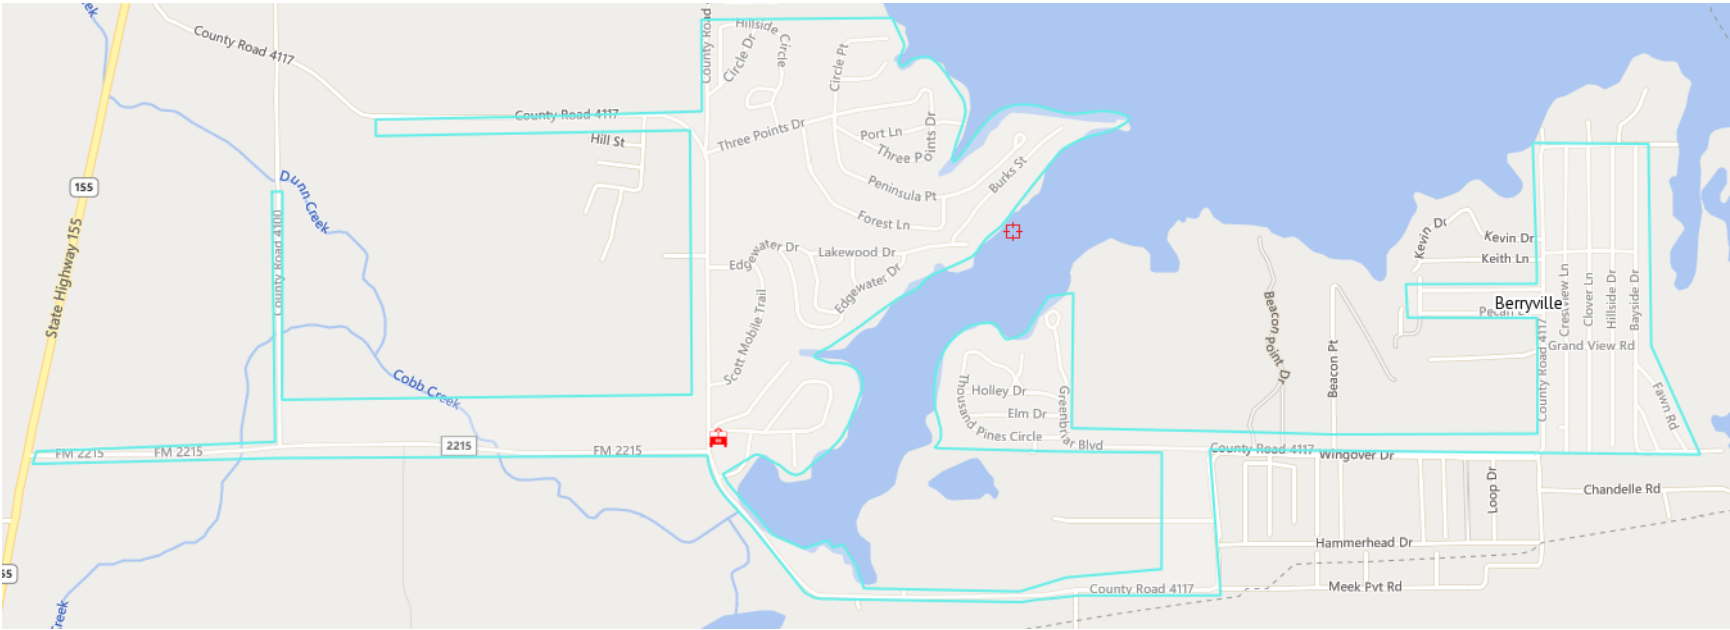 eek
County Road 4117
State Highway 155
155
Dunn Creek
County Road 4100
Cobb Creek
FM 2215
FM 2215
2215
FM 2215
55
reek
County Road
Hillside Circle
Circle Dr
Circle Pt
County Road 4117
Hill St
Three Points Dr
Port Ln
Three Points Dr
Peninsula Pt
Burks St
Forest Ln
Edgewater Dr
Lakewood Dr
Edgewater Dr
Scott Mobile Trail
Holley Dr
Elm Dr
Thousand Pines Circle
Greenbriar Blvd
Beacon Point Dr
Beacon Pt
Kevin Dr
Kevin Dr
Keith Ln
Berryville
Pecan L
Crestview Ln
Clover Ln
Hillside Dr
Bayside Dr
Grand View Rd
County Road 4117
Fawn Rd
County Road 4117
Wingover Dr
Loop Dr
Chandelle Rd
Hammerhead Dr
County Road 4117
Meek Pvt Rd